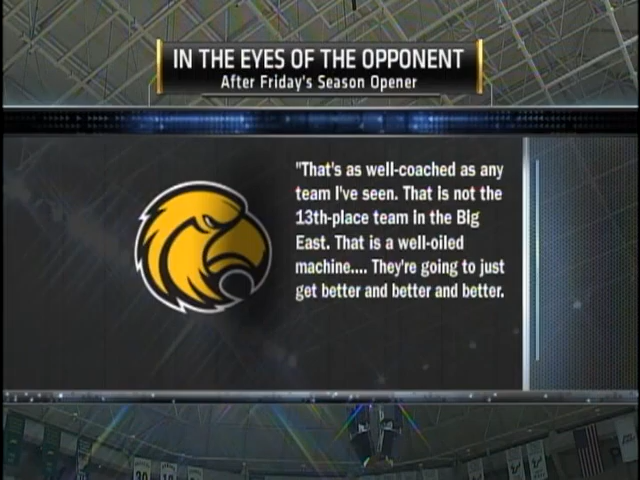 IN THE EYES OF THE OPPONENT
After Friday's Season Opener
"That's as well-coached as any
team I've seen. That is not the
13th-place team in the Big
East. That is a well-oiled
machine.... They're going to just
get better and better and better.
30